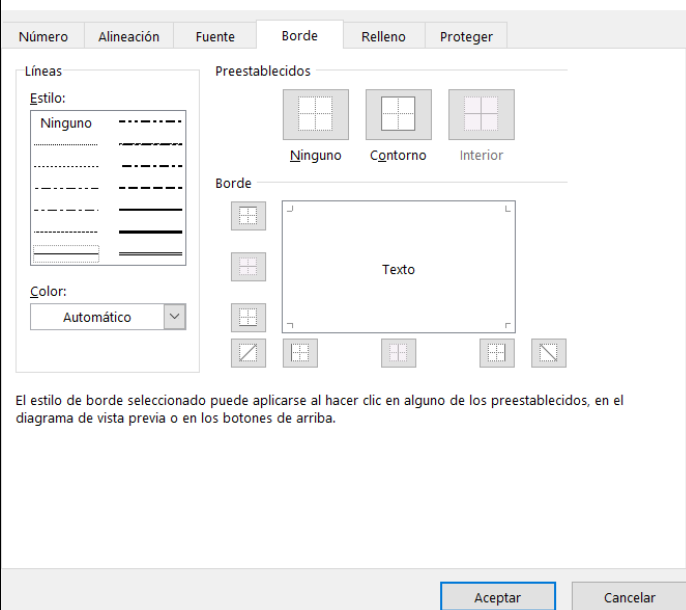 Número Alineación Fuente Borde Relleno Proteger
Líneas
Estilo:
Ninguno
Color:
Automático
Preestablecidos
Ninguno Contorno Interior
Borde
Texto
El estilo de borde seleccionado puede aplicarse al hacer clic en alguno de los preestablecidos, en el
diagrama de vista previa o en los botones de arriba.
Aceptar Cancelar